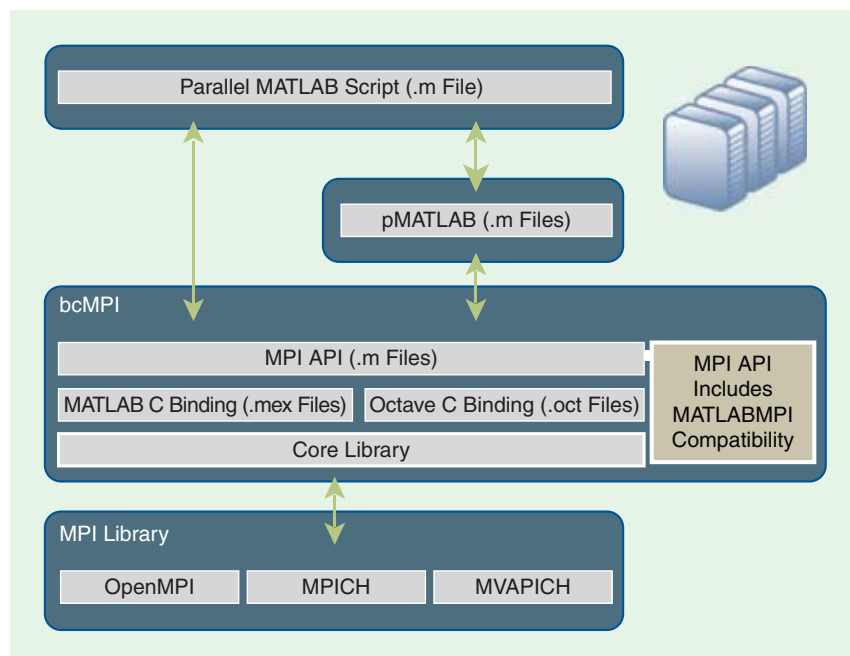 Parallel MATLAB Script (.m File)
pMATLAB (.m Files)
bcMPI
MPI API (.m Files)
MATLAB C Binding (.mex Files)
Octave C Binding (.oct Files)
Core Library
MPI API
Includes
MATLABMPI
Compatibility
MPI Library
OpenMPI
MPICH
MVAPICH